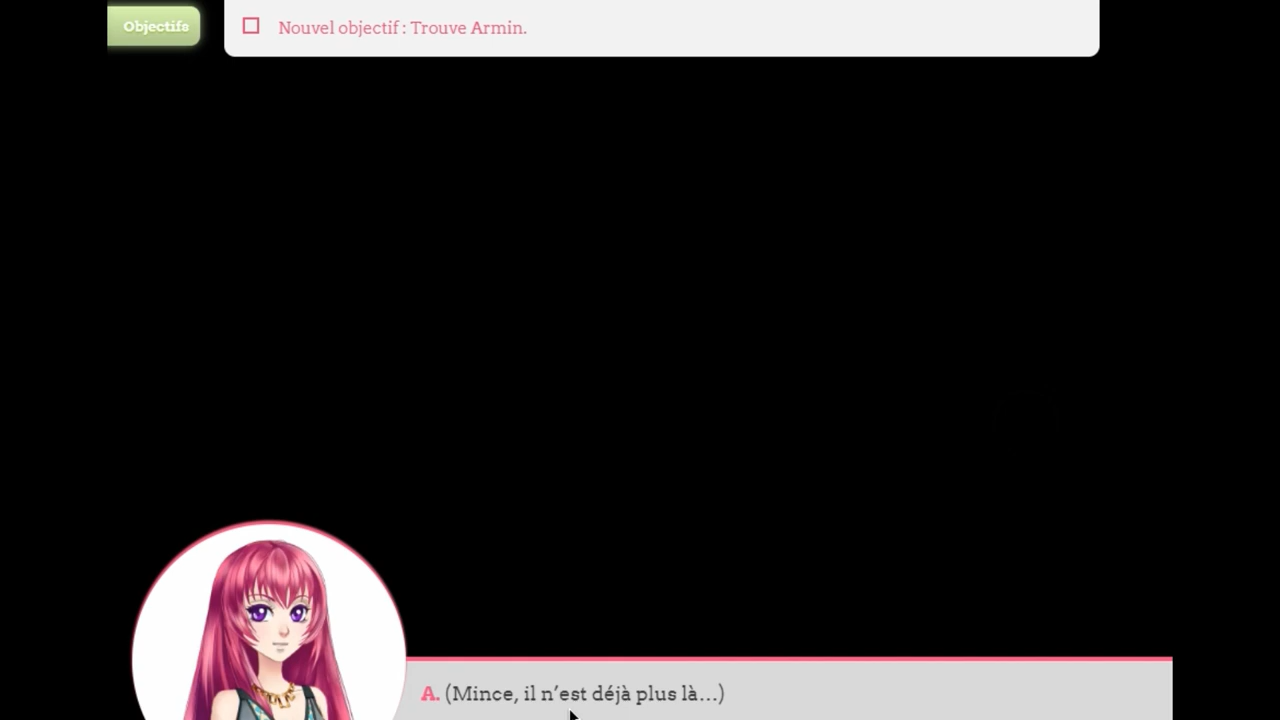 Objectifs
Nouvel objectif : Trouve Armin.
A. (Mince, il n’est déjà plus là…)